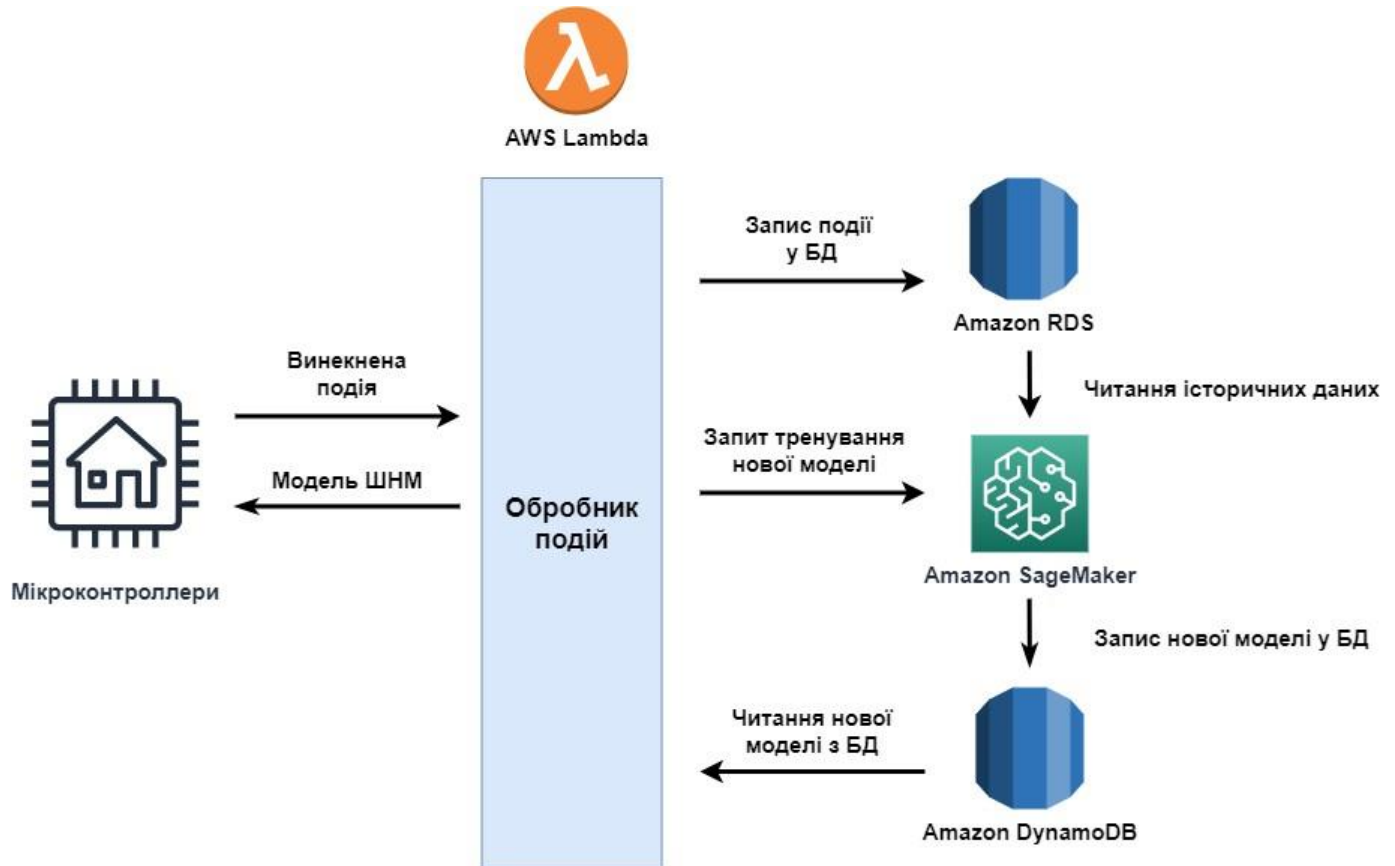 AWS Lambda
Запис події
у БД
Amazon RDS
Винекнена
подія
Читання історичних даних
Запит тренування
нової моделі
Модель ШНМ
Обробник
подій
Мікроконтроллери
Amazon SageMaker
Запис нової моделі у БД
Читання нової
моделі з БД
Amazon DynamoDB